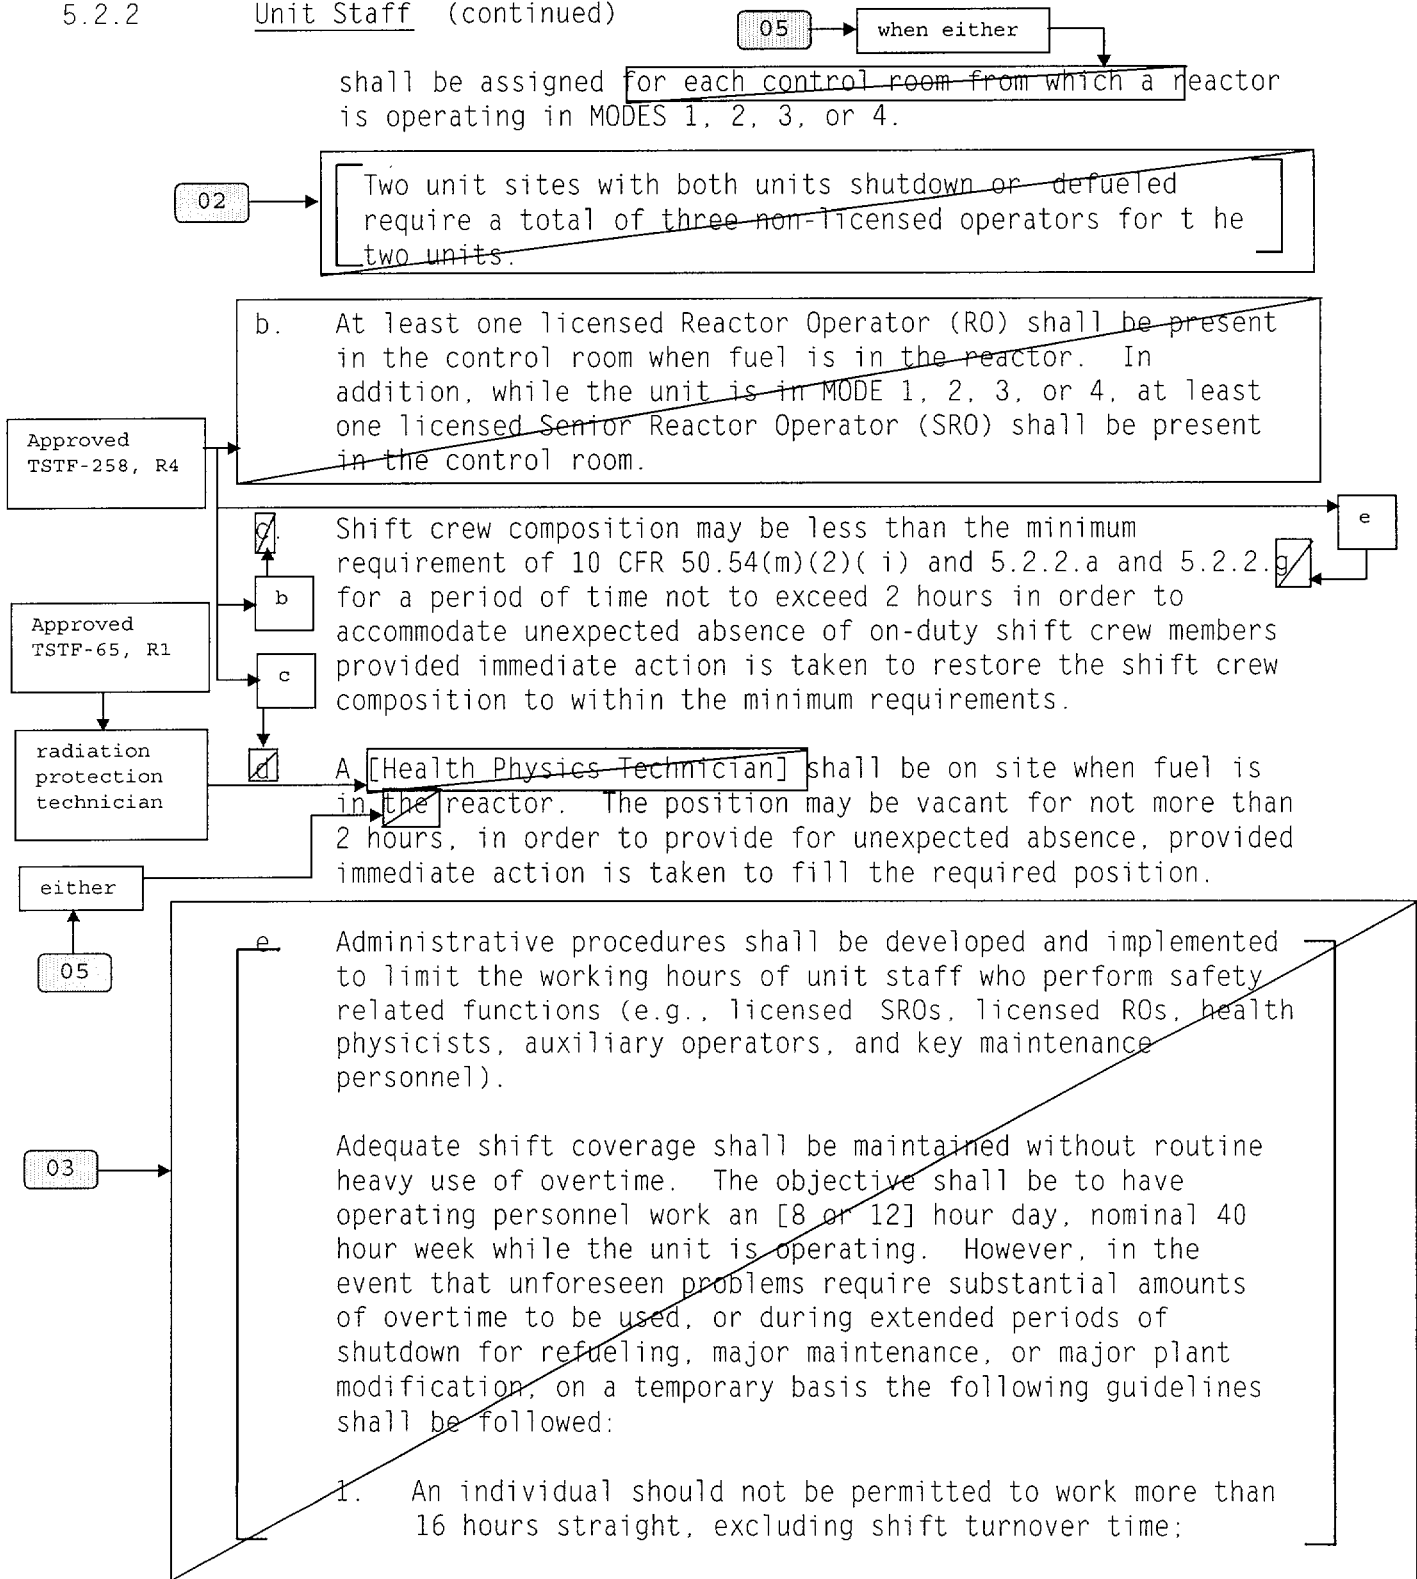 5.2.2 Unit Staff (continued)
05
when either
shall be assigned for each control room from which a reactor
is operating in MODES 1, 2, 3, or 4.
02
Two unit sites with both units shutdown or defueled
require a total of three non-licensed operators for t he
two units.
b. At least one licensed Reactor Operator (RO) shall be present
in the control room when fuel is in the reactor. In
addition, while the unit is in MODE 1, 2, 3, or 4, at least
one licensed Senior Reactor Operator (SRO) shall be present
in the control room.
Approved
TSTF-258, R4
e
c. Shift crew composition may be less than the minimum
requirement of 10 CFR 50.54(m)(2)( i) and 5.2.2.a and 5.2.2.g
for a period of time not to exceed 2 hours in order to
accommodate unexpected absence of on-duty shift crew members
provided immediate action is taken to restore the shift crew
composition to within the minimum requirements.
b
Approved
TSTF-65, R1
c
radiation
protection
technician
d A [Health Physics Technician] shall be on site when fuel is
in the reactor. The position may be vacant for not more than
2 hours, in order to provide for unexpected absence, provided
immediate action is taken to fill the required position.
either
05
e. Administrative procedures shall be developed and implemented
to limit the working hours of unit staff who perform safety
related functions (e.g., licensed SROs, licensed ROs, health
physicists, auxiliary operators, and key maintenance
personnel).
03
Adequate shift coverage shall be maintained without routine
heavy use of overtime. The objective shall be to have
operating personnel work an [8 or 12] hour day, nominal 40
hour week while the unit is operating. However, in the
event that unforeseen problems require substantial amounts
of overtime to be used, or during extended periods of
shutdown for refueling, major maintenance, or major plant
modification, on a temporary basis the following guidelines
shall be followed:
1. An individual should not be permitted to work more than
16 hours straight, excluding shift turnover time;